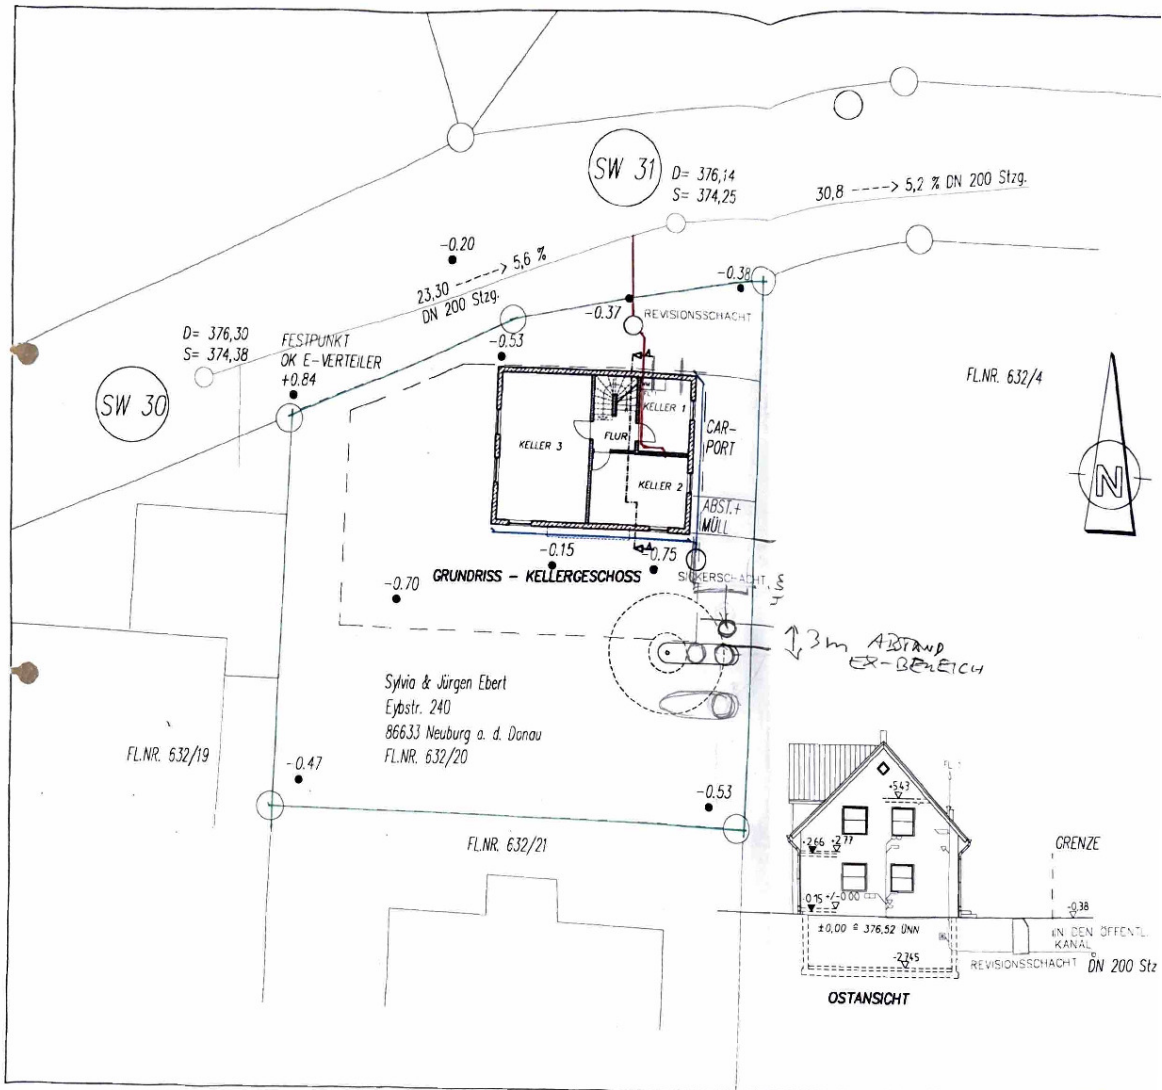 SW 31
D= 376,14
S= 374,25
30,8 ----> 5,2 % DN 200 Stzg.
-0.20
23,30 ----> 5,6 %
DN 200 Stzg.
-0.38
-0.37
REVISIONSSCHACHT
-0.53
D= 376,30
S= 374,38
FESTPUNKT
OK E-VERTEILER
+0.84
SW 30
FL.NR. 632/4
KELLER 1
KELLER 3
FLUR
KELLER 2
CAR-
PORT
ABST.+
MÜLL
N
-0.15
-0.75
GRUNDRISS - KELLERGESCHOSS
SICKERSCHACHT
-0.70
3m ABSTAND
EX-BEREICH
Sylvia & Jürgen Ebert
Eybstr. 240
86633 Neuburg a. d. Donau
FL.NR. 632/20
FL.NR. 632/19
-0.47
-0.53
FL.NR. 632/21
+5.43
+2.66 +2.77
-0.15 +/-0.00
GRENZE
-0.38
±0,00 ≙ 376,52 ÜNN
-2.745
IN DEN ÖFFENTL.
KANAL
REVISIONSSCHACHT DN 200 Stz
OSTANSICHT